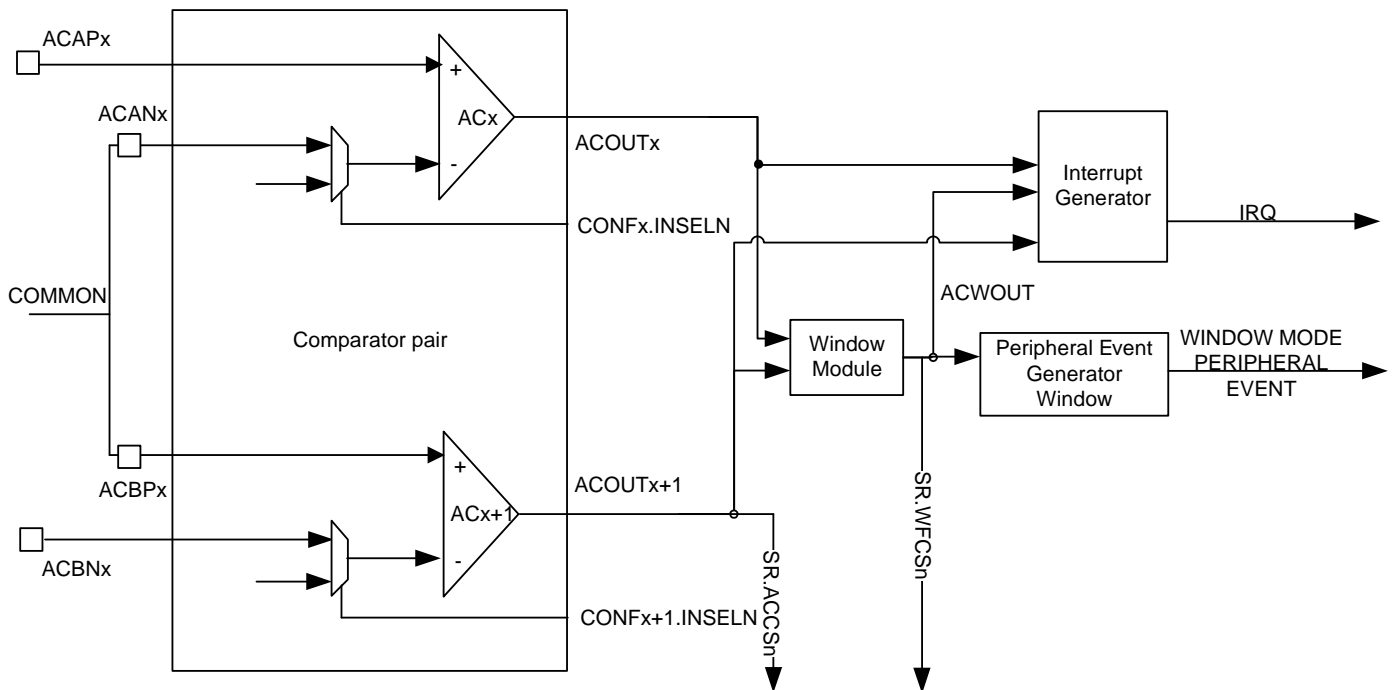 ACAPx
+
ACx
-
ACANx
ACOUTx
Interrupt
Generator
IRQ
CONFx.INSELN
COMMON
Comparator pair
ACWOUT
Window
Module
Peripheral Event
Generator
Window
WINDOW MODE
PERIPHERAL
EVENT
ACBPx
+
ACx+1
-
ACOUTx+1
ACBNx
CONFx+1.INSELN
SR.ACCSn
SR.WFCSn